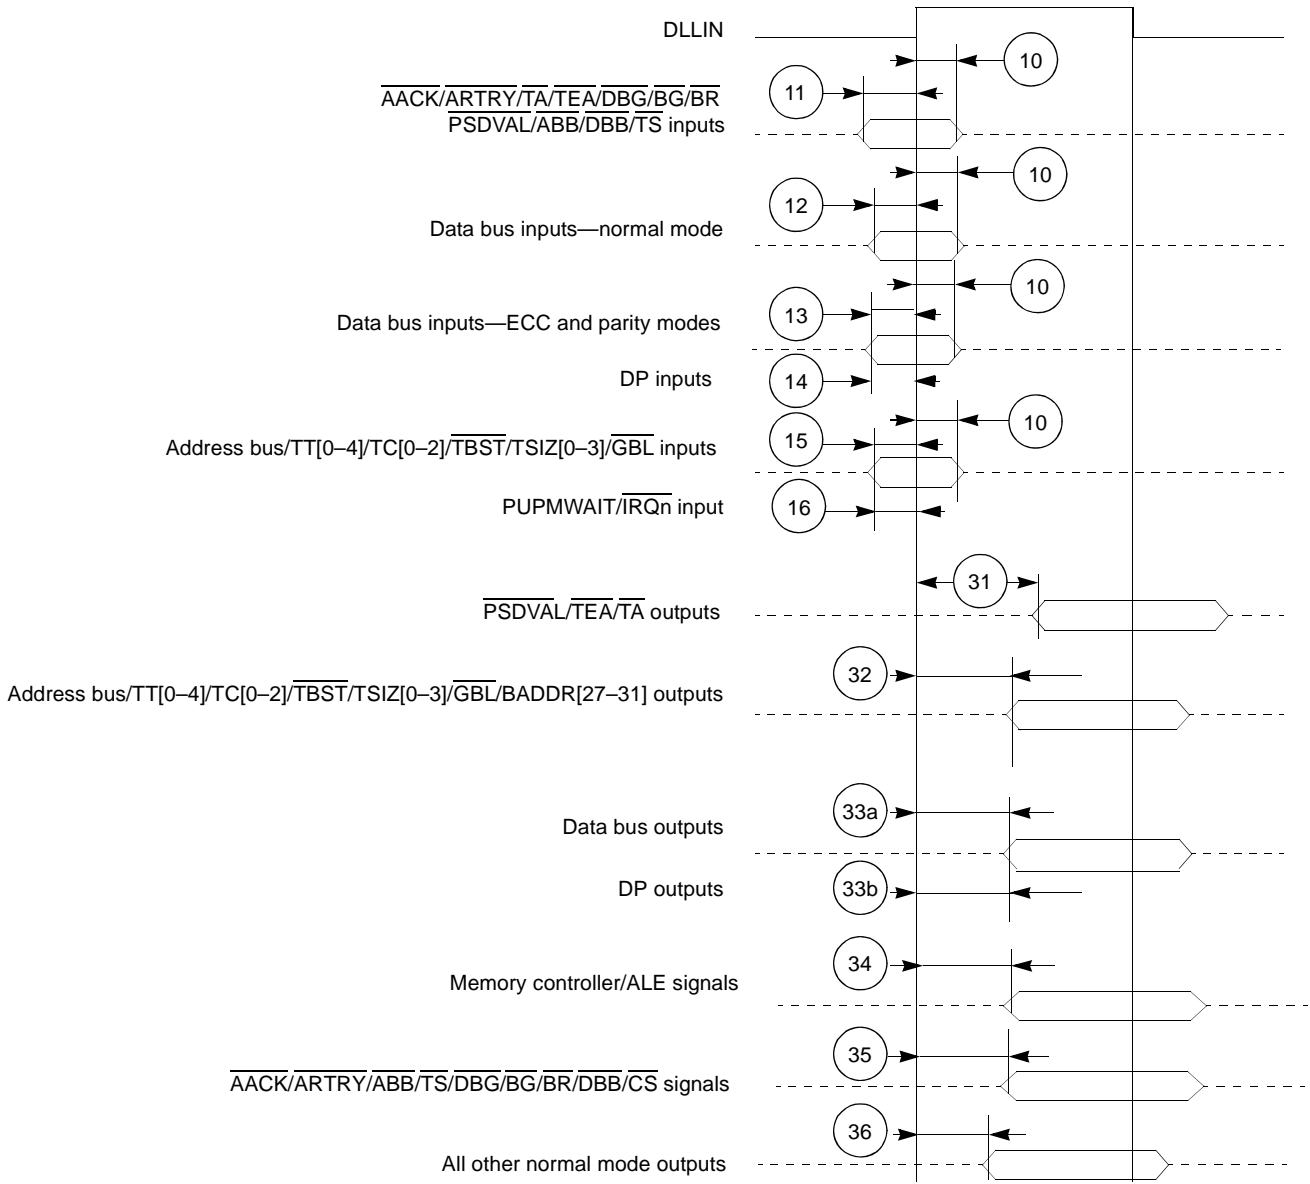 DLLIN
10
11
AACK/ARTRY/TA/TEA/DBG/BG/BR
PSDVAL/ABB/DBB/TS inputs
10
12
Data bus inputs—normal mode
10
13
Data bus inputs—ECC and parity modes
DP inputs
14
10
15
Address bus/TT[0–4]/TC[0–2]/TBST/TSIZ[0–3]/GBL inputs
PUPMWAIT/IRQn input
16
31
PSDVAL/TEA/TA outputs
32
Address bus/TT[0–4]/TC[0–2]/TBST/TSIZ[0–3]/GBL/BADDR[27–31] outputs
33a
Data bus outputs
DP outputs
33b
34
Memory controller/ALE signals
35
AACK/ARTRY/ABB/TS/DBG/BG/BR/DBB/CS signals
36
All other normal mode outputs